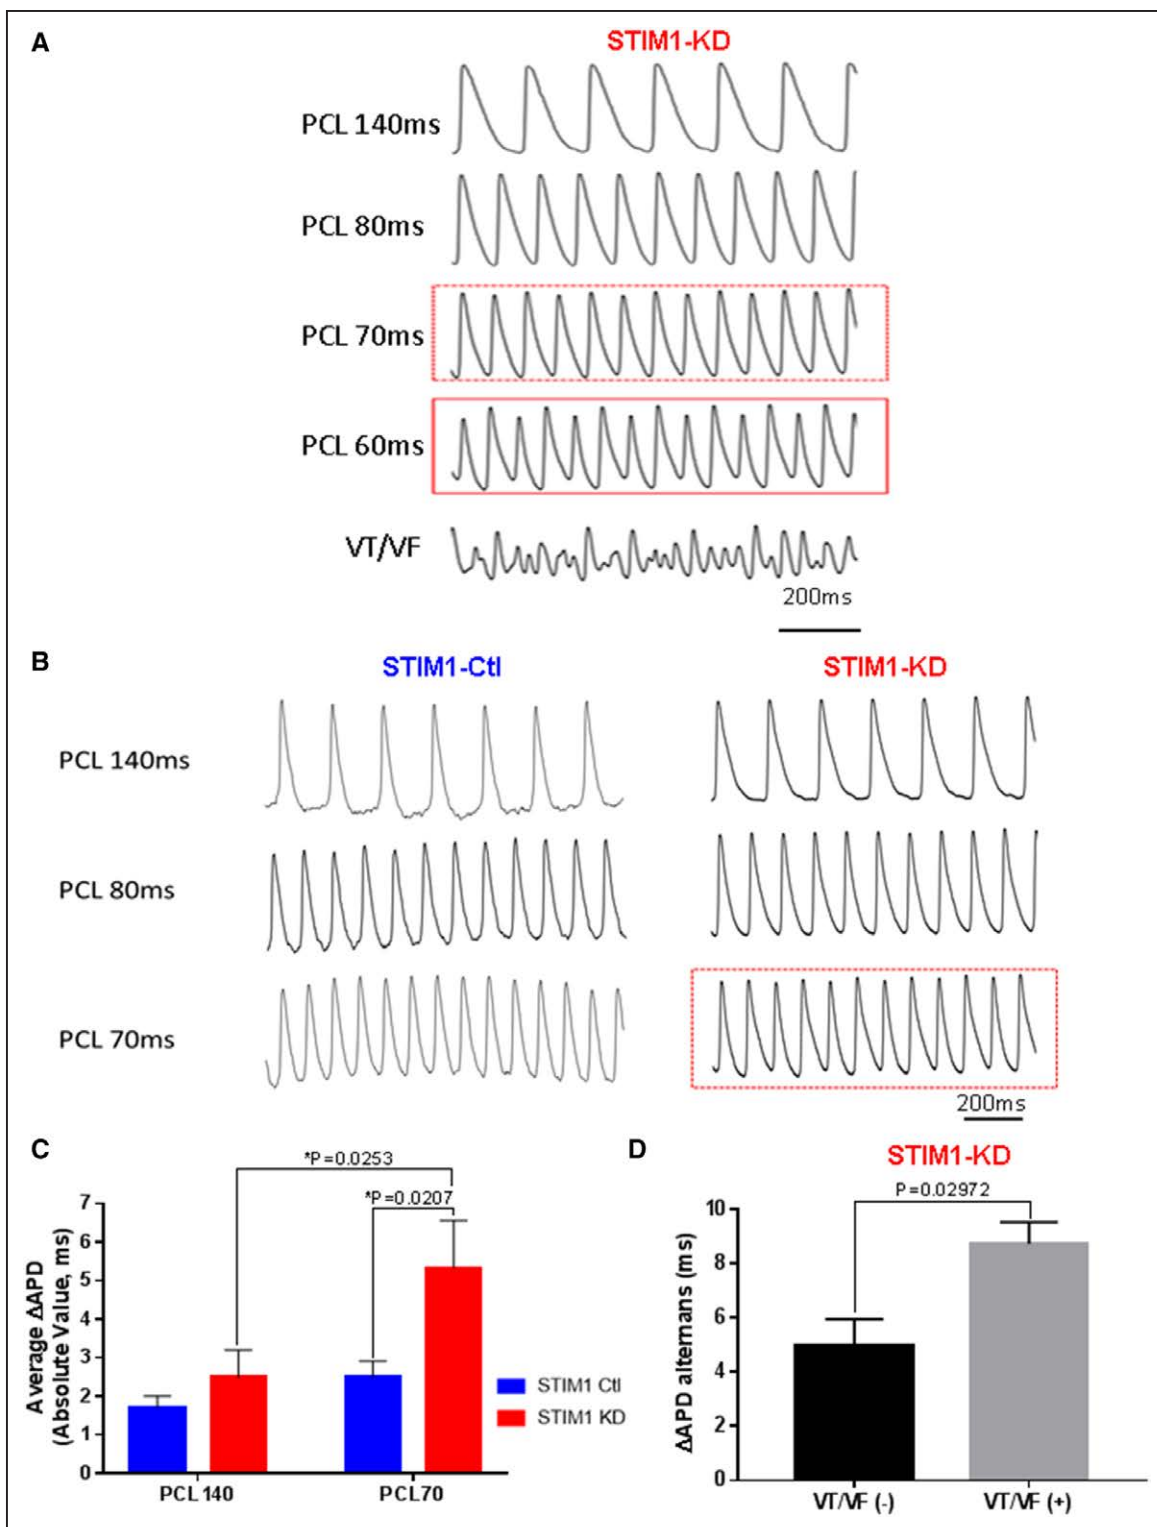 A
STIM1-KD
PCL 140ms
PCL 80ms
PCL 70ms
PCL 60ms
VT/VF
200ms
B
STIM1-Ctl
STIM1-KD
PCL 140ms
PCL 80ms
PCL 70ms
200ms
C
*P=0.0253
*P=0.0207
Average ΔAPD
(Absolute Value, ms)
7
6
5
4
3
2
1
0
PCL140
PCL70
STIM1 Ctl
STIM1 KD
D
STIM1-KD
P=0.02972
ΔAPD alternans (ms)
10
8
6
4
2
0
VT/VF (-)
VT/VF (+)